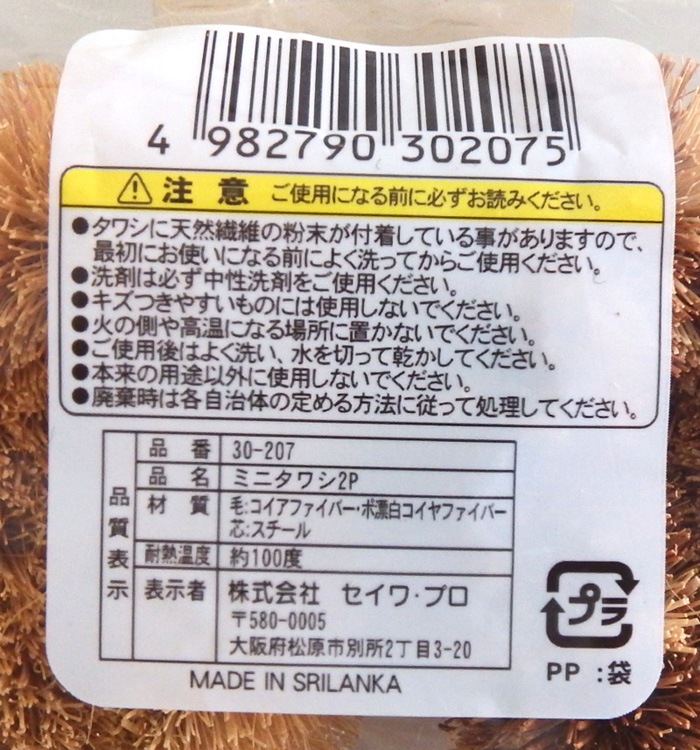 4 982790 302075
注 意 ご使用になる前に必ずお読みください。
●タワシに天然繊維の粉末が付着している事がありますので、
最初にお使いになる前によく洗ってからご使用ください。
●洗剤は必ず中性洗剤をご使用ください。
●キズつきやすいものには使用しないでください。
●火の側や高温になる場所に置かないでください。
●ご使用後はよく洗い、水を切って乾かしてください。
●本来の用途以外に使用しないでください。
●廃棄時は各自治体の定める方法に従って処理してください。
品質表示
品 番 30-207
品 名 ミニタワシ2P
材 質 毛:コイアファイバー・ポ漂白コイヤファイバー
芯:スチール
耐熱温度 約100度
表示者 株式会社 セイワ・プロ
〒580-0005
大阪府松原市別所2丁目3-20
プラ
PP :袋
MADE IN SRILANKA